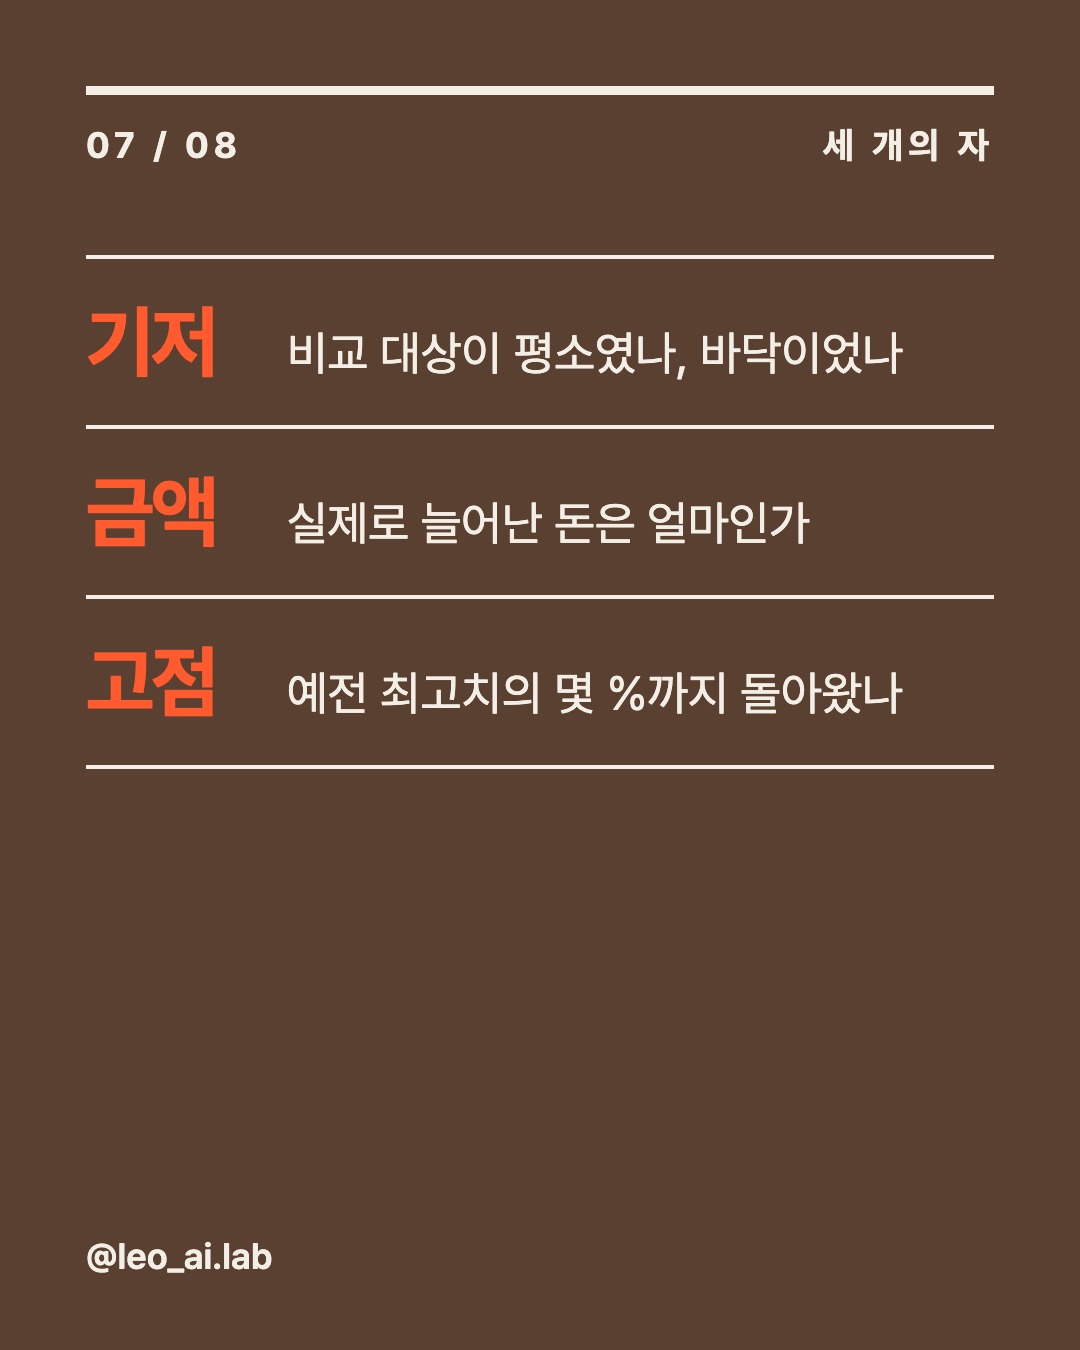 07 / 08
세 개의 자
기저 비교 대상이 평소였나, 바닥이었나
금액 실제로 늘어난 돈은 얼마인가
고점 예전 최고치의 몇 %까지 돌아왔나
@leo_ai.lab